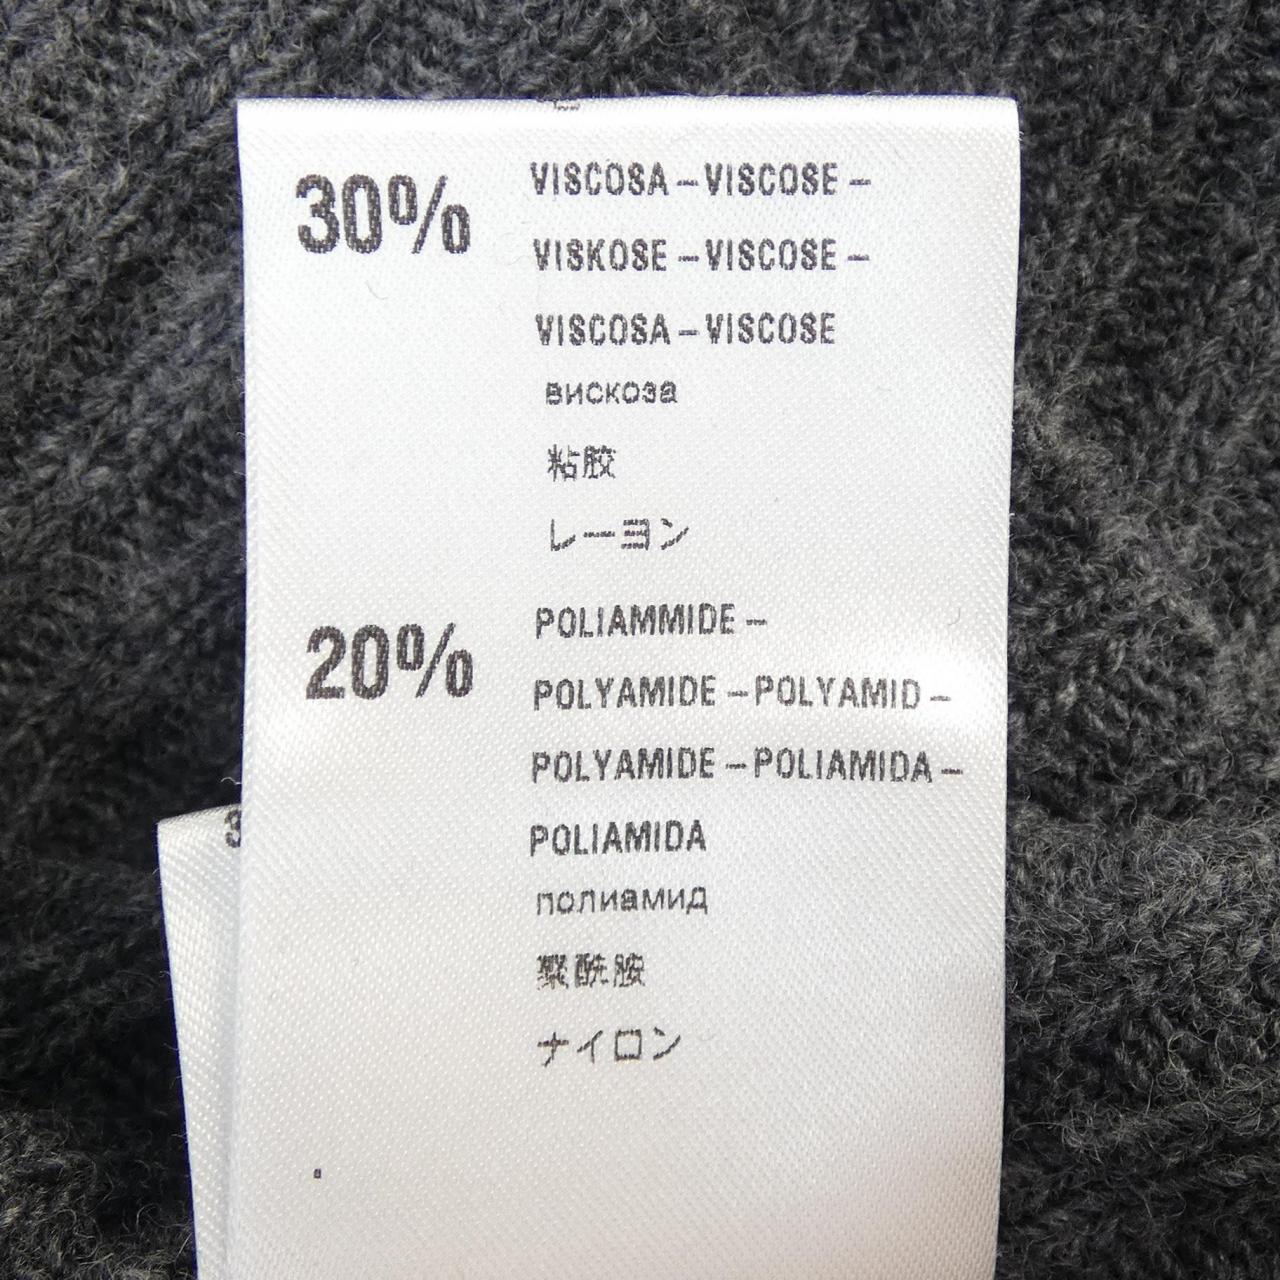 30% VISCOSA – VISCOSE –
VISKOSE – VISCOSE –
VISCOSA – VISCOSE
вискоза
粘胶
レーヨン
20% POLIAMMIDE –
POLYAMIDE – POLYAMID –
POLYAMIDE – POLIAMIDA –
POLIAMIDA
полиамид
聚酰胺
ナイロン
3